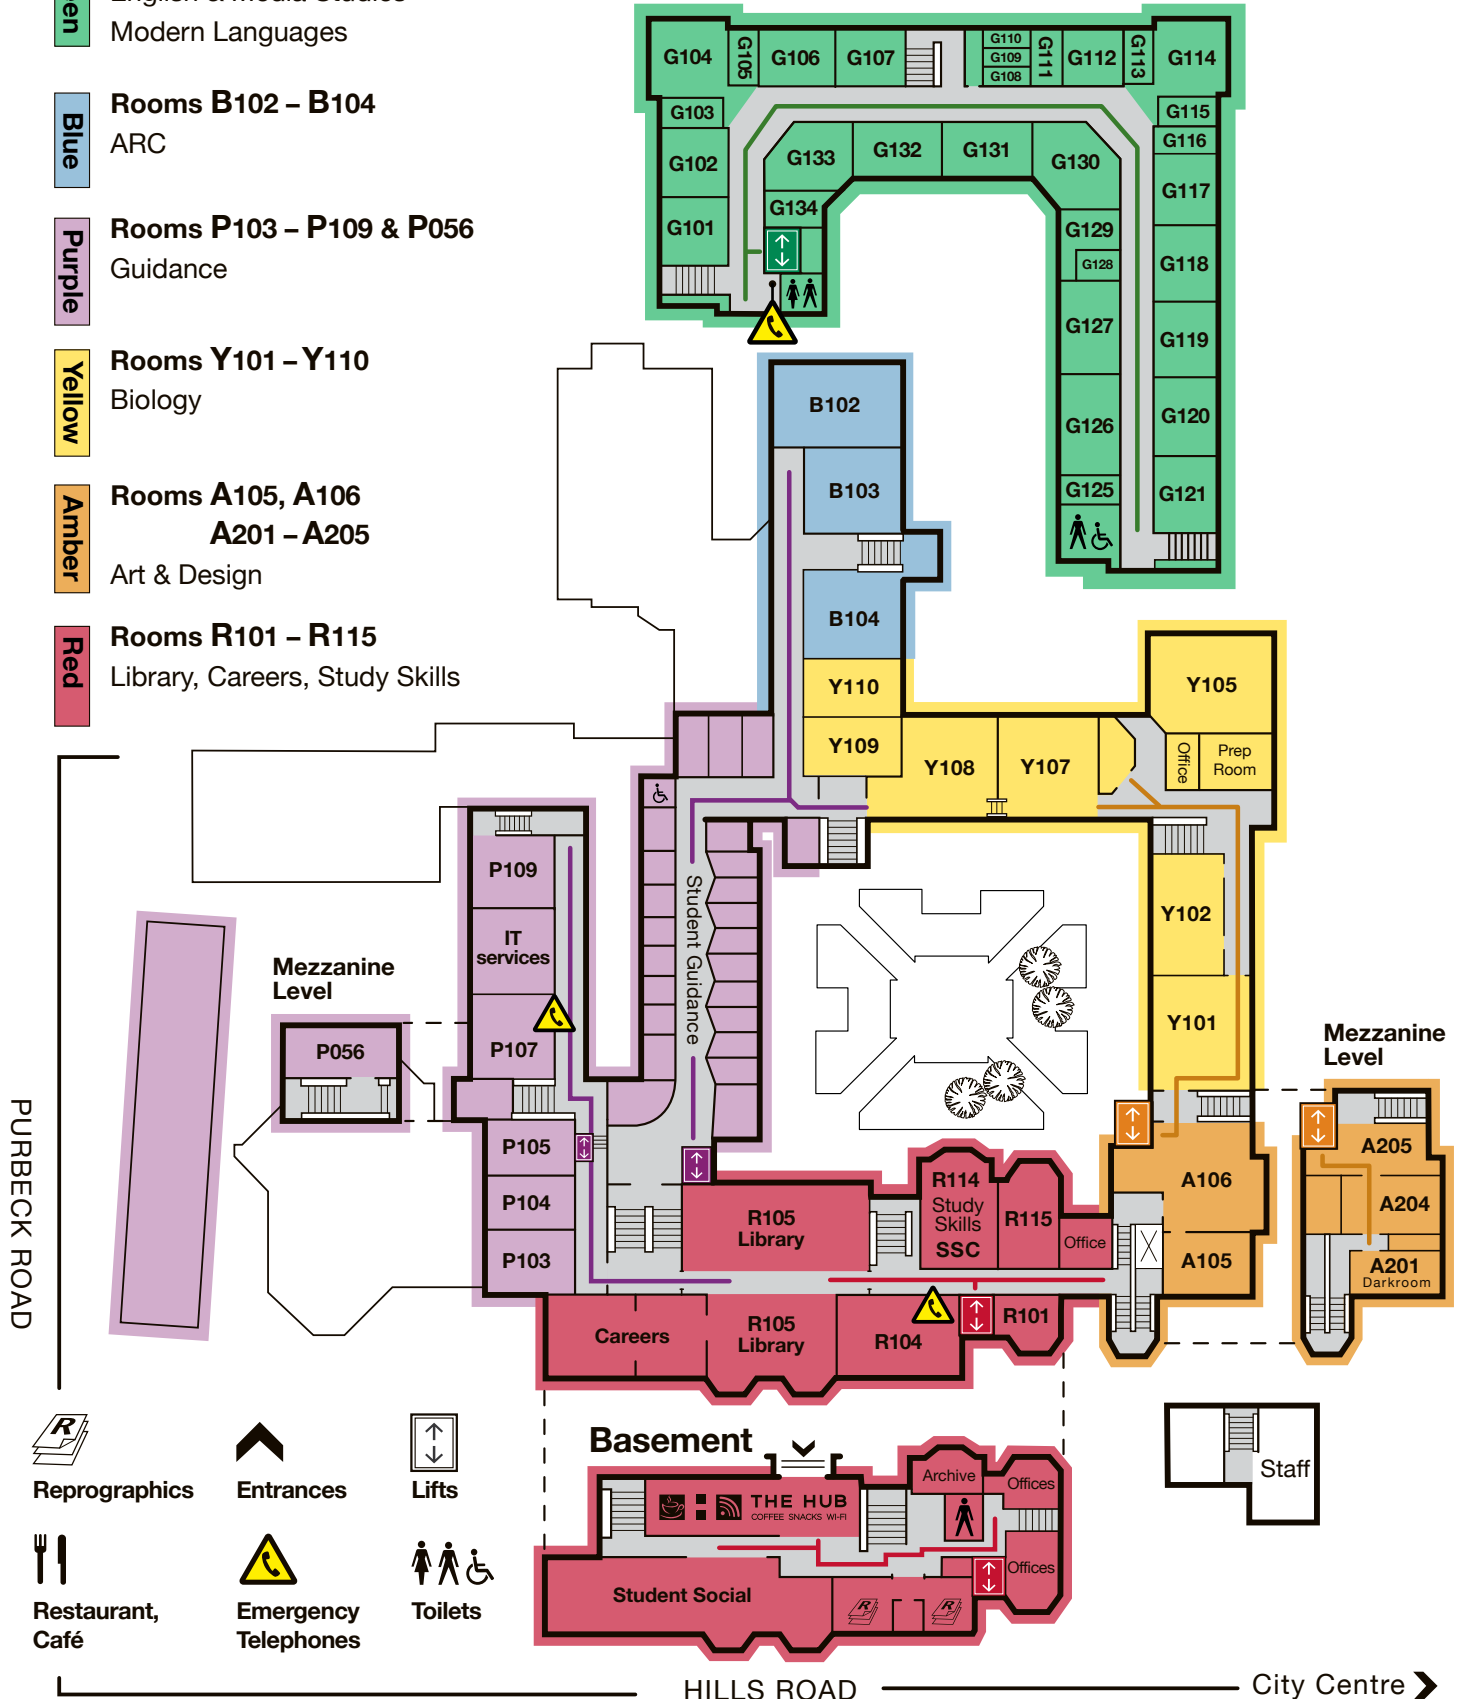 en
English & Media Studies
Modern Languages
Blue
Rooms B102 – B104
ARC
Purple
Rooms P103 – P109 & P056
Guidance
Yellow
Rooms Y101 – Y110
Biology
Amber
Rooms A105, A106
A201 – A205
Art & Design
Red
Rooms R101 – R115
Library, Careers, Study Skills
G104
G105
G106
G107
G110
G109
G108
G111
G112
G113
G114
G103
G115
G116
G102
G133
G132
G131
G130
G117
G101
G134
G129
G128
G118
G127
G119
G126
G120
G125
G121
B102
B103
B104
Y110
Y109
Y108
Y107
Y105
Office
Prep
Room
Y102
Y101
Student Guidance
P109
IT
services
P107
Mezzanine
Level
P056
P105
P104
P103
PURBECK ROAD
Mezzanine
Level
A106
A105
A205
A204
A201
Darkroom
R105
Library
R114
Study
Skills
SSC
R115
Office
Careers
R105
Library
R104
R101
R
Reprographics
Entrances
Lifts
Restaurant,
Café
Emergency
Telephones
Toilets
Basement
THE HUB
COFFEE SNACKS WI-FI
Archive
Offices
Offices
Student Social
R
R
Staff
HILLS ROAD
City Centre